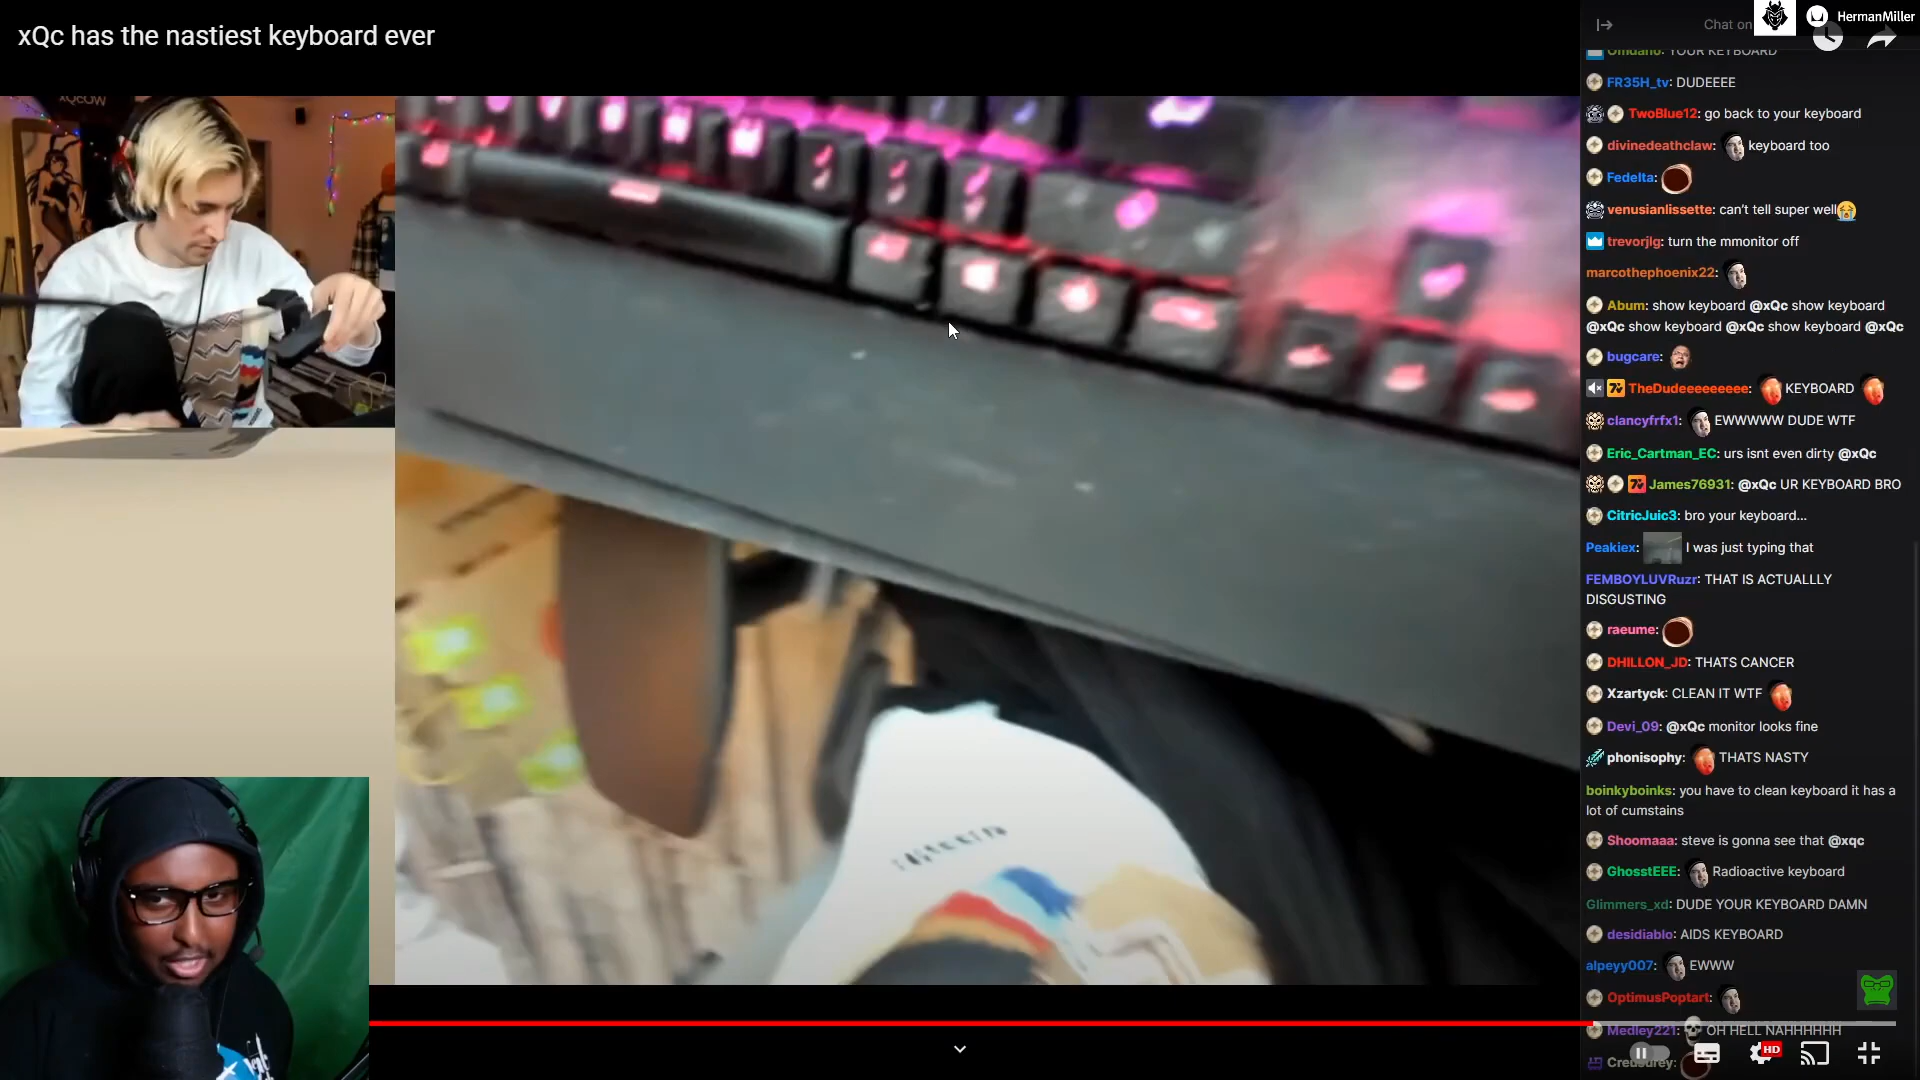 xQc has the nastiest keyboard ever
Chat on
HermanMiller
Omdano: YOUR KEYBOARD
FR35H_tv: DUDEEEE
TwoBlue12: go back to your keyboard
divinedeathclaw: keyboard too
Fedelta:
venusianlissette: can't tell super well
trevorjlg: turn the mmonitor off
marcothephoenix22:
Abum: show keyboard @xQc show keyboard
@xQc show keyboard @xQc show keyboard @xQc
bugcare:
TheDudeeeeeeeee: KEYBOARD
clancyfrfx1: EWWWWW DUDE WTF
Eric_Cartman_EC: urs isnt even dirty @xQc
James76931: @xQc UR KEYBOARD BRO
CitricJuic3: bro your keyboard...
Peakiex: I was just typing that
FEMBOYLUVRuzr: THAT IS ACTUALLLY
DISGUSTING
raeume:
DHILLON_JD: THATS CANCER
Xzartyck: CLEAN IT WTF
Devi_09: @xQc monitor looks fine
phonisophy: THATS NASTY
boinkyboinks: you have to clean keyboard it has a
lot of cumstains
Shoomaaa: steve is gonna see that @xqc
GhosstEEE: Radioactive keyboard
Glimmers_xd: DUDE YOUR KEYBOARD DAMN
desidiablo: AIDS KEYBOARD
alpeyy007: EWWW
OptimusPoptart:
Medley221: OH HELL NAHHHHHH
HD